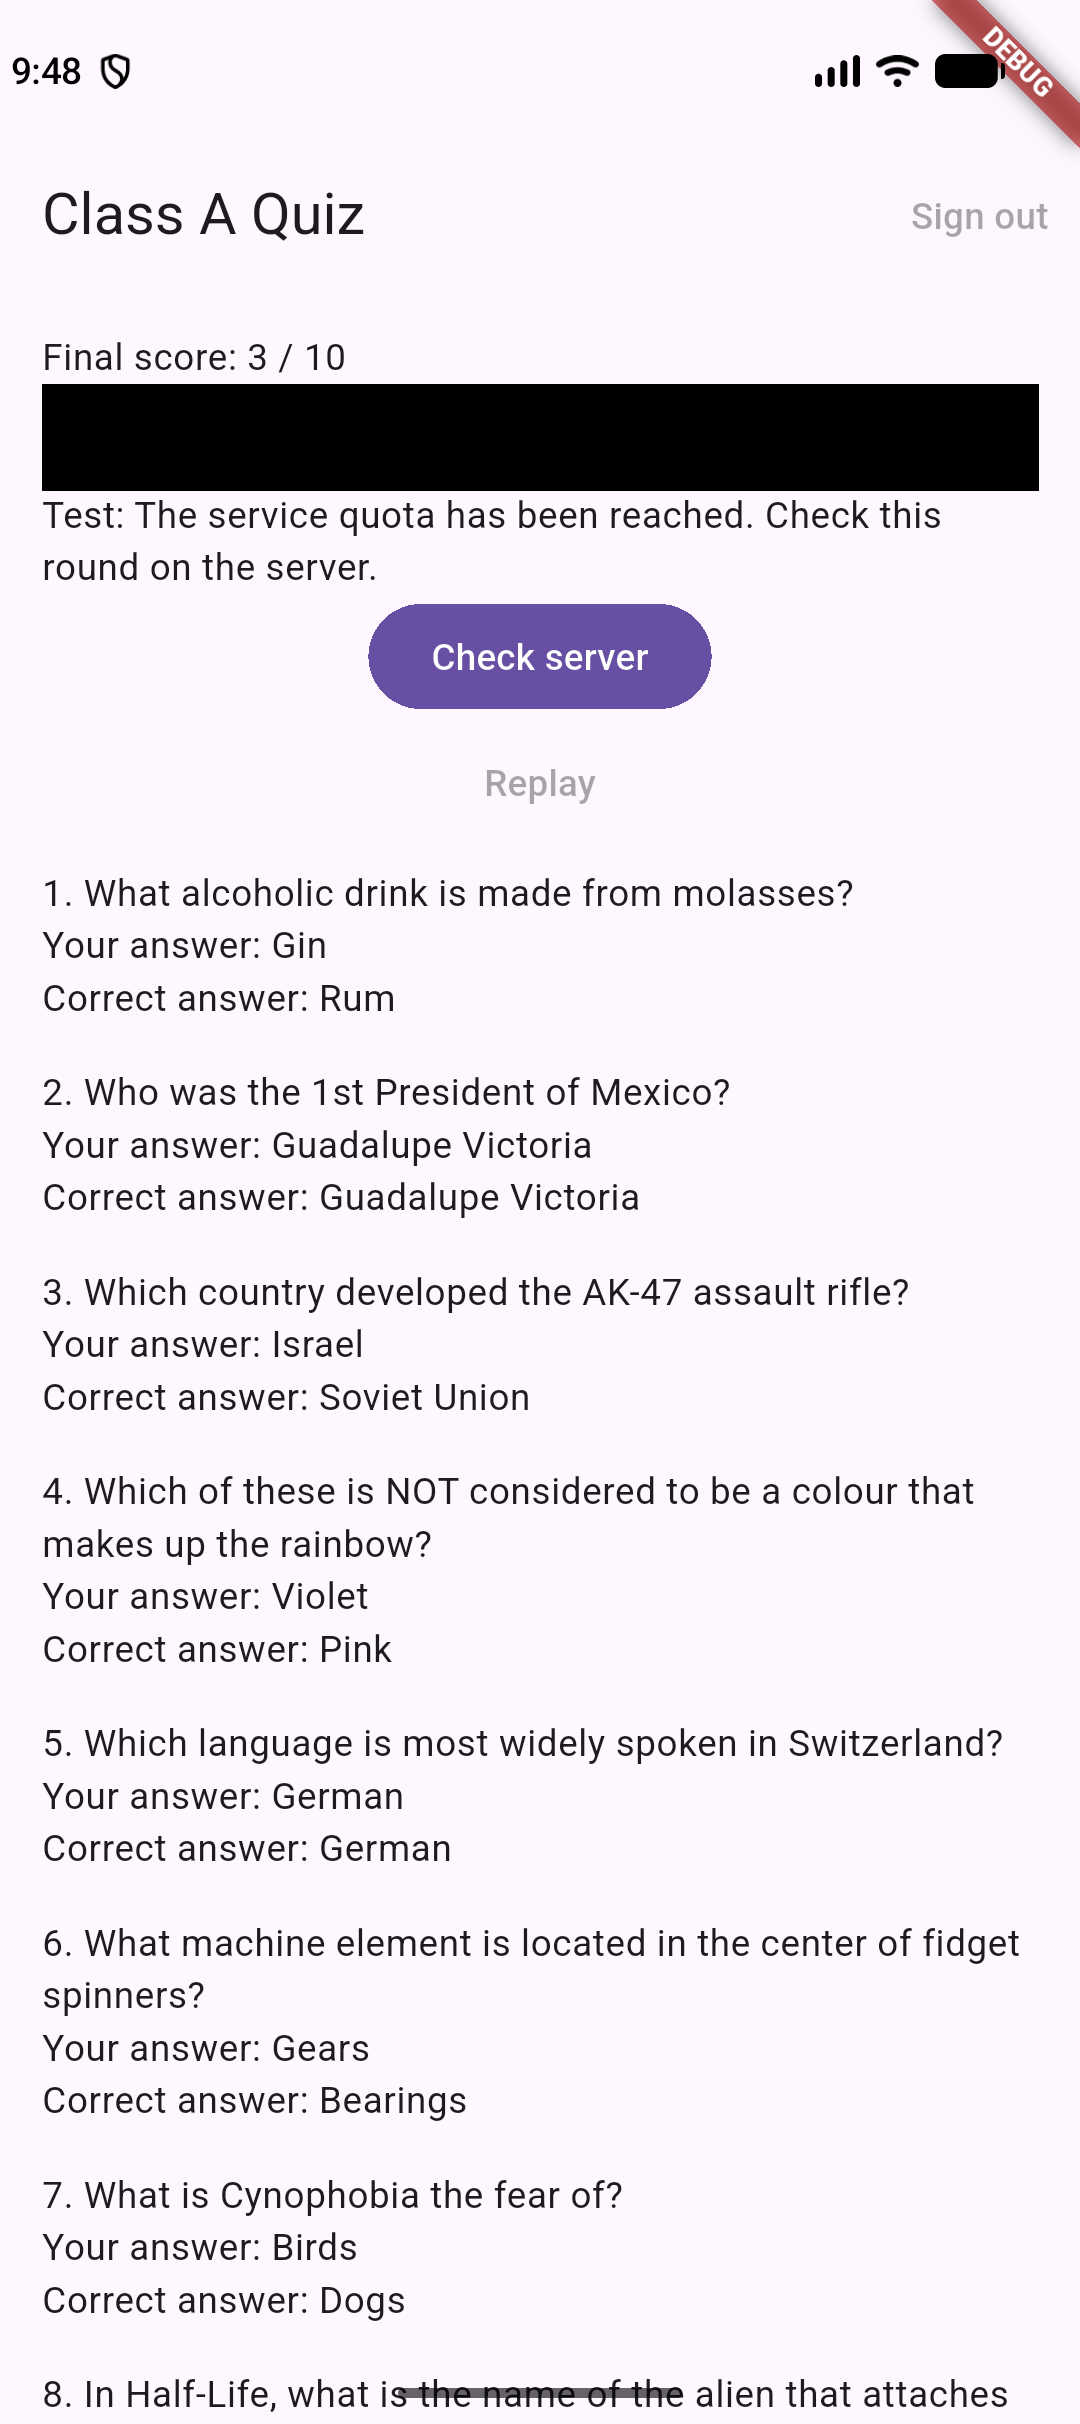 9:48
DEBUG
Class A Quiz
Sign out
Final score: 3 / 10
Test: The service quota has been reached. Check this
round on the server.
Check server
Replay
1. What alcoholic drink is made from molasses?
Your answer: Gin
Correct answer: Rum
2. Who was the 1st President of Mexico?
Your answer: Guadalupe Victoria
Correct answer: Guadalupe Victoria
3. Which country developed the AK-47 assault rifle?
Your answer: Israel
Correct answer: Soviet Union
4. Which of these is NOT considered to be a colour that
makes up the rainbow?
Your answer: Violet
Correct answer: Pink
5. Which language is most widely spoken in Switzerland?
Your answer: German
Correct answer: German
6. What machine element is located in the center of fidget
spinners?
Your answer: Gears
Correct answer: Bearings
7. What is Cynophobia the fear of?
Your answer: Birds
Correct answer: Dogs
8. In Half-Life, what is the name of the alien that attaches